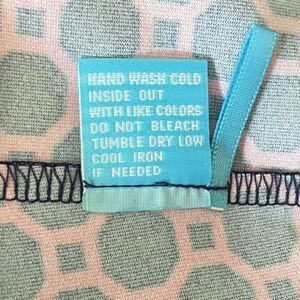 HAND WASH COLD
INSIDE OUT
WITH LIKE COLORS
DO NOT BLEACH
TUMBLE DRY LOW
COOL IRON
IF NEEDED